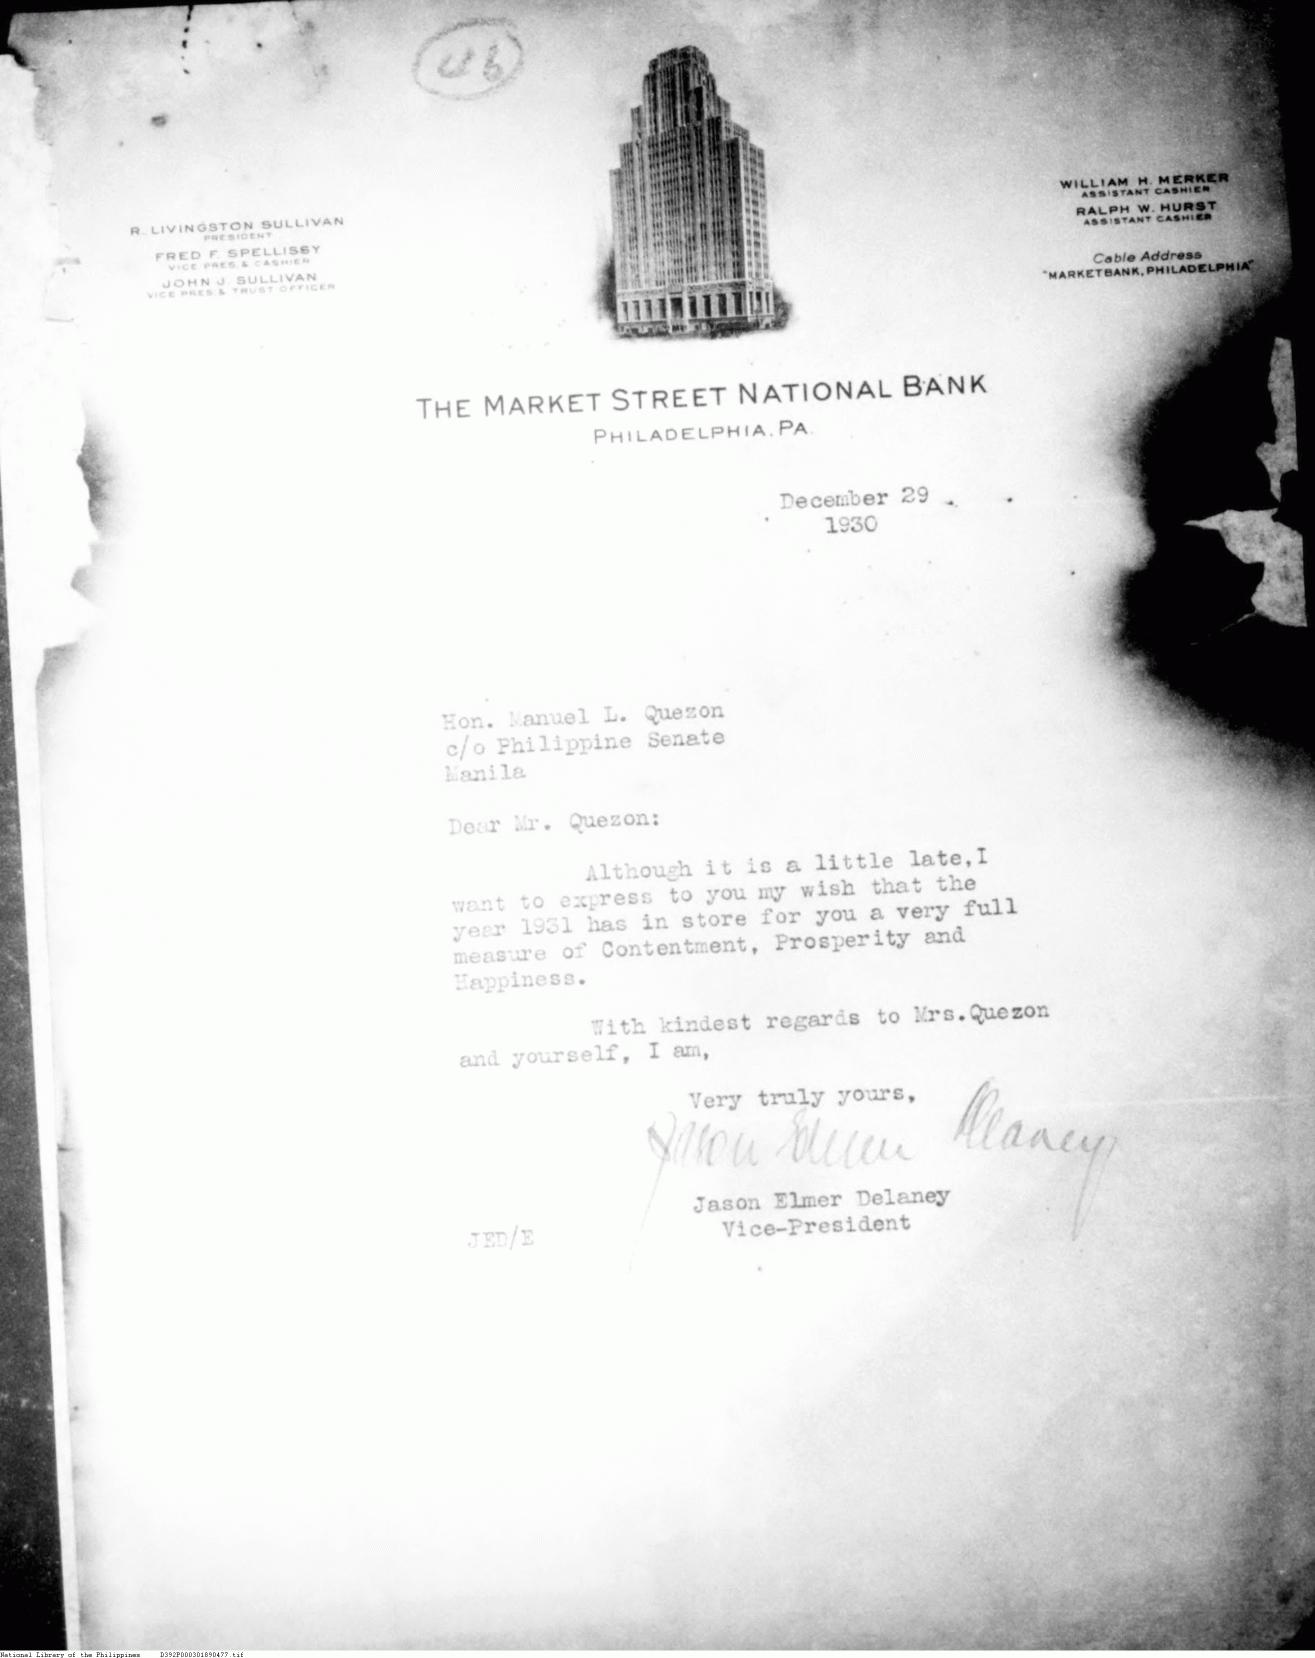 46
R. LIVINGSTON SULLIVAN
PRESIDENT
FRED F. SPELLISSY
VICE PRES. & CASHIER
JOHN J. SULLIVAN
VICE PRES. & TRUST OFFICER
WILLIAM H. MERKER
ASSISTANT CASHIER
RALPH W. HURST
ASSISTANT CASHIER
Cable Address
"MARKETBANK, PHILADELPHIA"
THE MARKET STREET NATIONAL BANK
PHILADELPHIA, PA.
December 29
1930
Hon. Manuel L. Quezon
c/o Philippine Senate
Manila
Dear Mr. Quezon:
Although it is a little late,I
want to express to you my wish that the
year 1931 has in store for you a very full
measure of Contentment, Prosperity and
Happiness.
With kindest regards to Mrs.Quezon
and yourself, I am,
Very truly yours,
Jason Elmer Delaney
Jason Elmer Delaney
Vice-President
JED/E
National Library of the Philippines D392P000301890477.tif